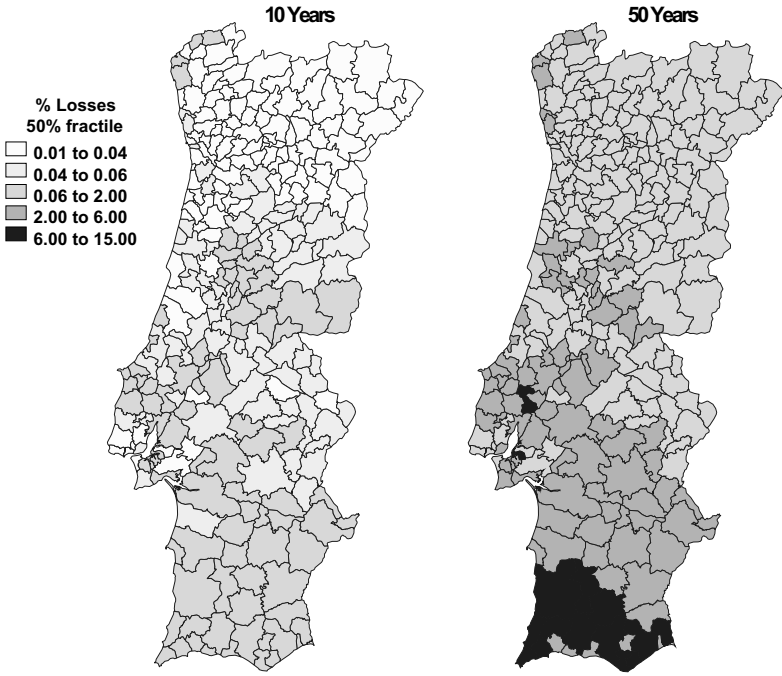 10 Years
50 Years
% Losses
50% fractile
0.01 to 0.04
0.04 to 0.06
0.06 to 2.00
2.00 to 6.00
6.00 to 15.00